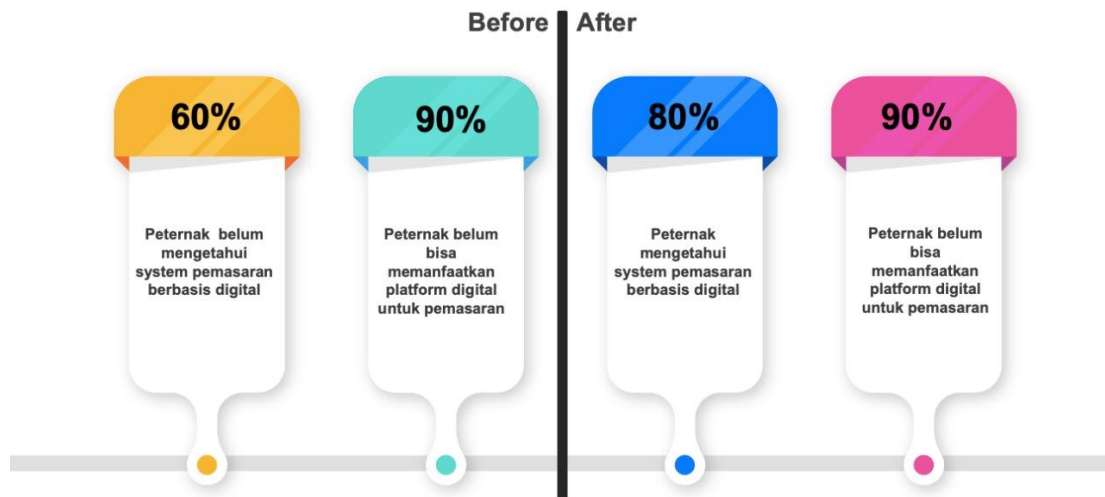 Before After
60%
Peternak belum
mengetahui
system pemasaran
berbasis digital
90%
Peternak belum
bisa
memanfaatkan
platform digital
untuk pemasaran
80%
Peternak
mengetahui
system pemasaran
berbasis digital
90%
Peternak belum
bisa
memanfaatkan
platform digital
untuk pemasaran